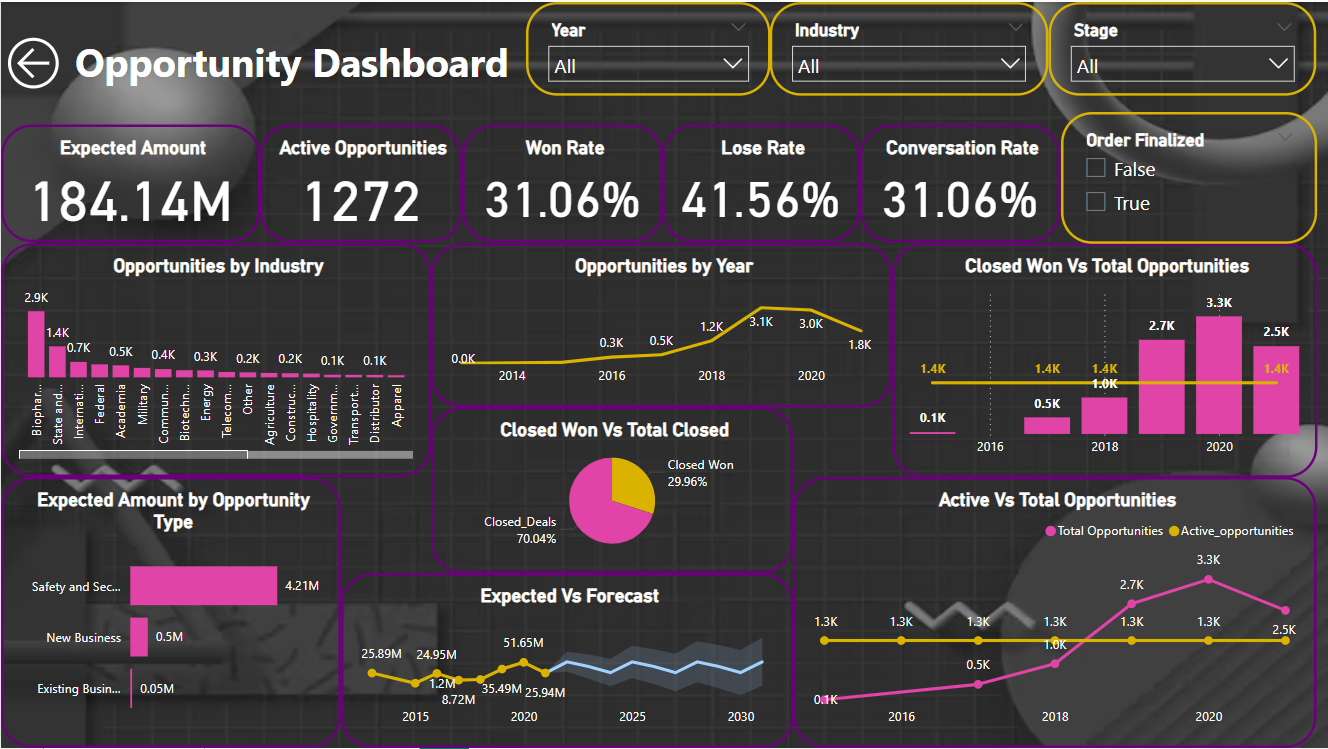 Opportunity Dashboard
Year
All
Industry
All
Stage
All
Expected Amount
184.14M
Active Opportunities
1272
Won Rate
31.06%
Lose Rate
41.56%
Conversation Rate
31.06%
Order Finalized
False
True
Opportunities by Industry
2.9K
1.4K
0.7K
0.5K
0.4K
0.3K
0.2K
0.2K
0.1K
0.1K
Biophar...
State and...
Internati...
Federal
Academia
Military
Commun...
Biotechn...
Energy
Telecom...
Other
Agriculture
Construc...
Hospitality
Governm...
Transport...
Distributor
Apparel
Opportunities by Year
0.0K
0.3K
0.5K
1.2K
3.1K
3.0K
1.8K
2014
2016
2018
2020
Closed Won Vs Total Opportunities
3.3K
2.7K
2.5K
1.4K
1.4K
1.4K
1.4K
1.0K
0.5K
0.1K
2016
2018
2020
Closed Won Vs Total Closed
Closed Won
29.96%
Closed_Deals
70.04%
Expected Amount by Opportunity
Type
Safety and Sec...
4.21M
New Business
0.5M
Existing Busin...
0.05M
Expected Vs Forecast
25.89M
24.95M
51.65M
1.2M
8.72M
35.49M
25.94M
2015
2020
2025
2030
Active Vs Total Opportunities
Total Opportunities
Active_opportunities
3.3K
2.7K
1.3K
1.3K
1.3K
1.3K
1.3K
1.3K
2.5K
1.0K
0.5K
0.1K
2016
2018
2020